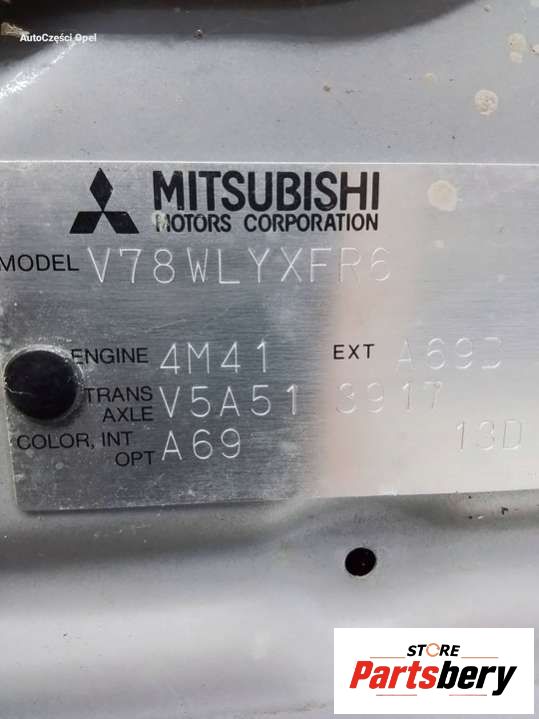 AutoCzęści Opel
MITSUBISHI
MOTORS CORPORATION
MODEL V78WLYXFR6
ENGINE 4M41 EXT A69D
TRANS AXLE V5A51 3917
COLOR, INT OPT A69 13D
STORE
Partsbery